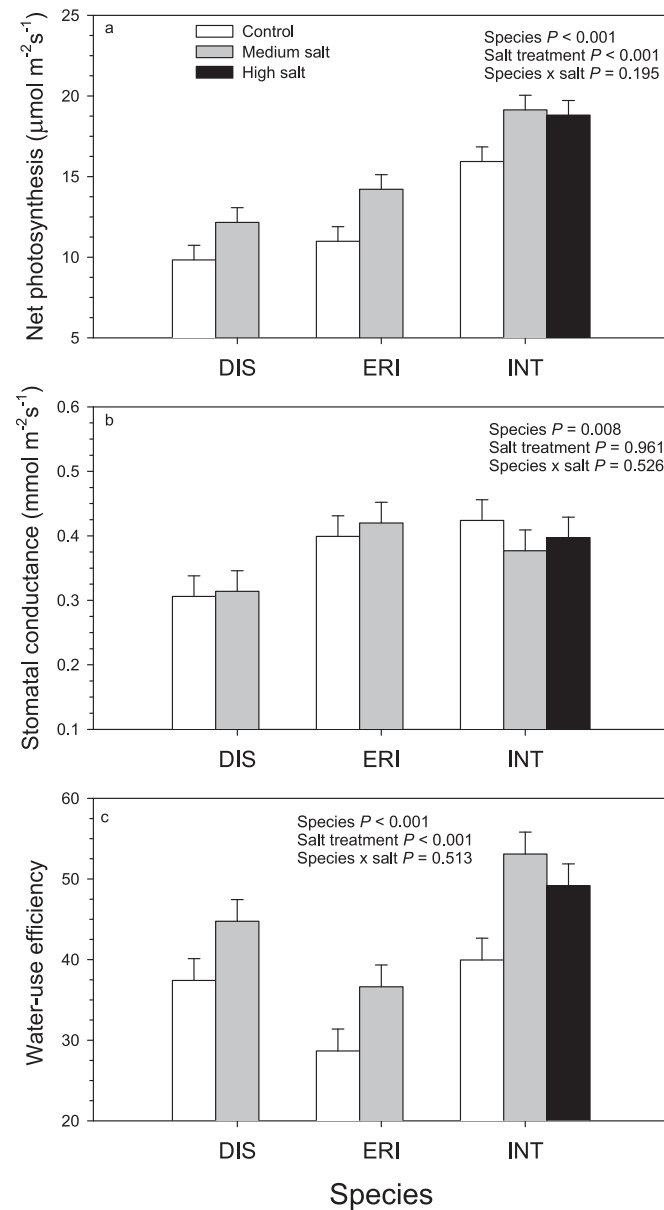 a
Control
Medium salt
High salt
Species P < 0.001
Salt treatment P < 0.001
Species x salt P = 0.195
Net photosynthesis (μmol m⁻²s⁻¹)
25
20
15
10
5
DIS ERI INT
b
Species P = 0.008
Salt treatment P = 0.961
Species x salt P = 0.526
Stomatal conductance (mmol m⁻²s⁻¹)
0.6
0.5
0.4
0.3
0.2
0.1
DIS ERI INT
c
Species P < 0.001
Salt treatment P < 0.001
Species x salt P = 0.513
Water-use efficiency
60
50
40
30
20
DIS ERI INT
Species